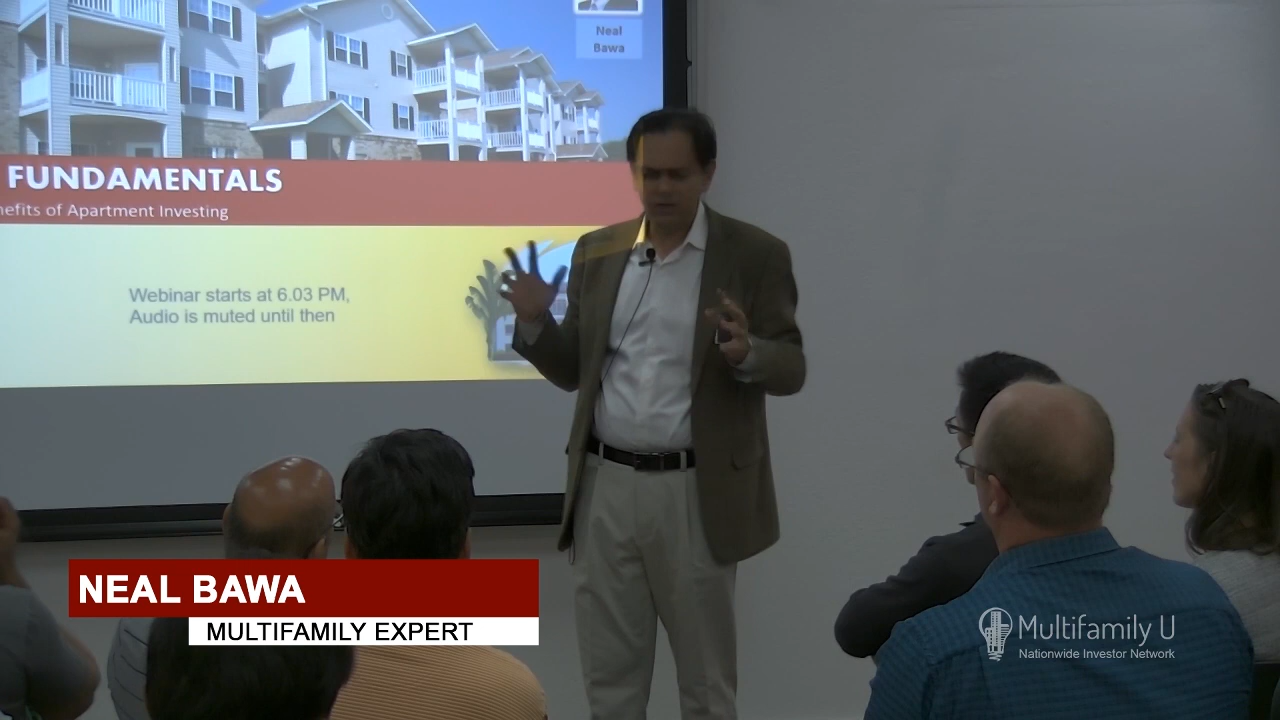 Neal
Bawa
FUNDAMENTALS
nefits of Apartment Investing
Webinar starts at 6.03 PM,
Audio is muted until then
NEAL BAWA
MULTIFAMILY EXPERT
Multifamily U
Nationwide Investor Network